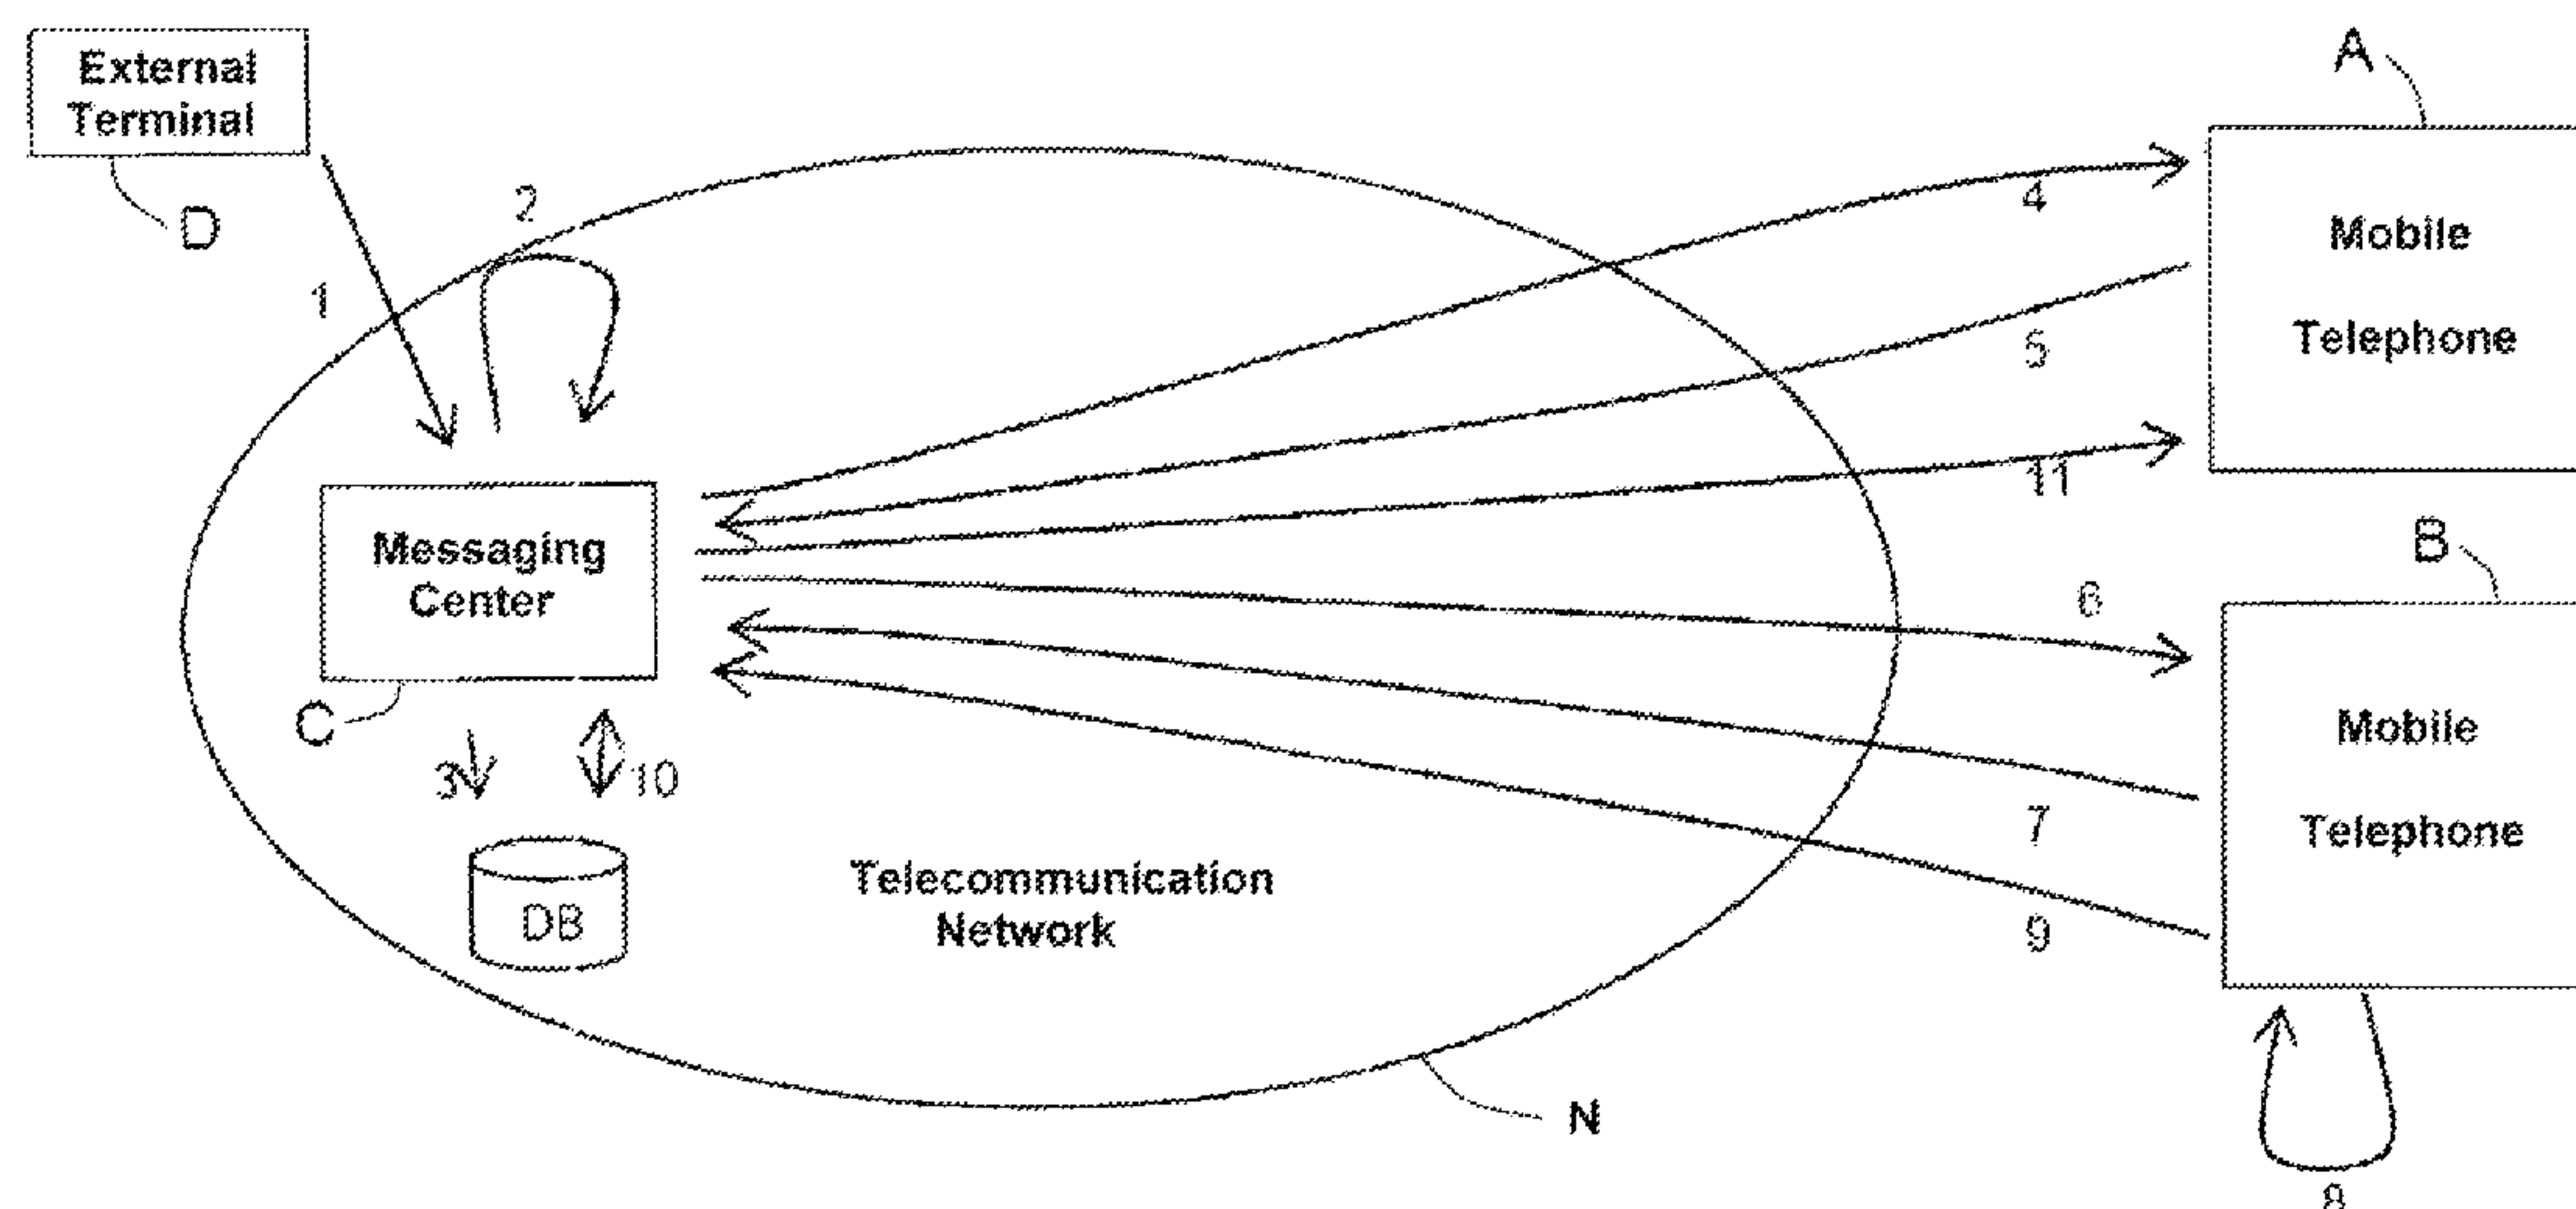 External
Terminal
D
A
1
2
4
Mobile
Telephone
5
11
Messaging
Center
C
B
6
Mobile
Telephone
3
10
DB
Telecommunication
Network
7
9
N
8